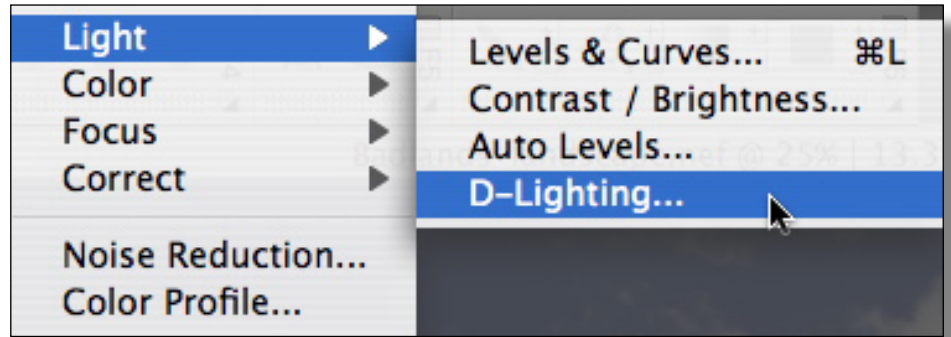 Light
Color
Focus
Correct
Noise Reduction...
Color Profile...
Levels & Curves... ⌘L
Contrast / Brightness...
Auto Levels...
D-Lighting...